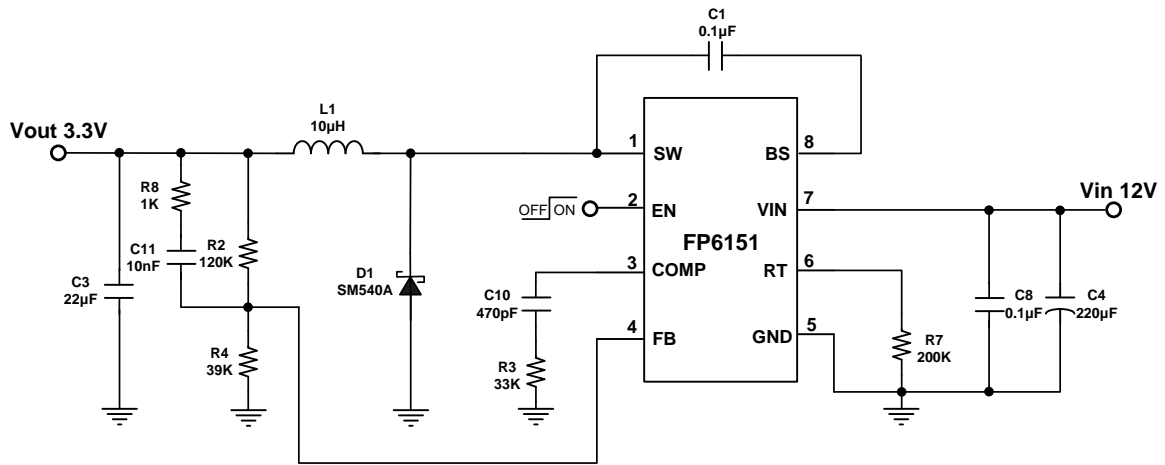 C1
0.1µF
L1
10µH
Vout 3.3V
1
SW
BS
8
R8
1K
OFF ON
2
EN
VIN
7
Vin 12V
FP6151
C11
10nF
R2
120K
D1
SM540A
3
COMP
RT
6
C3
22µF
C10
470pF
C8
0.1µF
C4
220µF
4
FB
GND
5
R4
39K
R3
33K
R7
200K